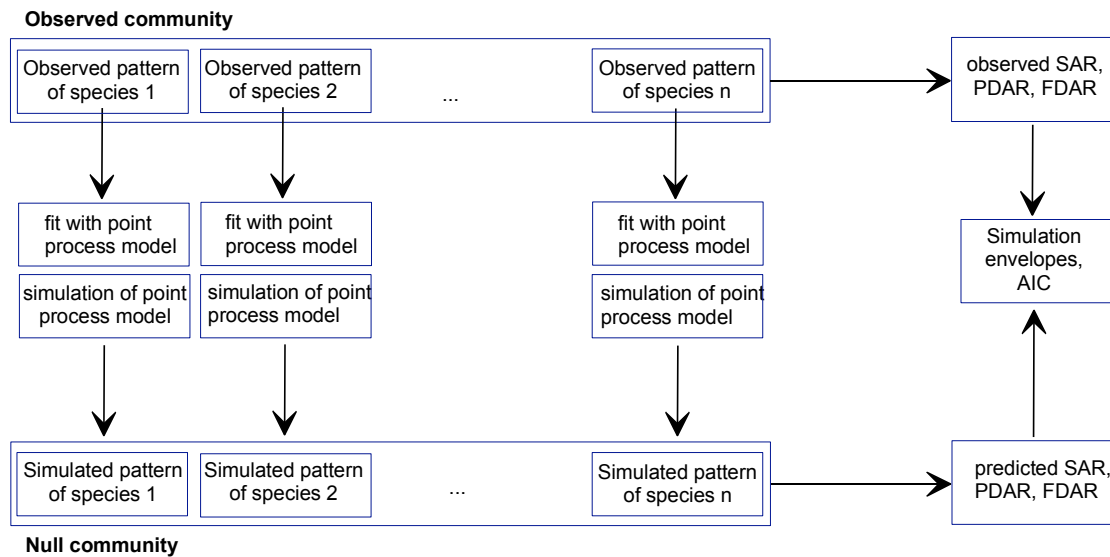 Observed community
Observed pattern
of species 1
Observed pattern
of species 2
...
Observed pattern
of species n
observed SAR,
PDAR, FDAR
fit with point
process model
fit with point
process model
fit with point
process model
Simulation
envelopes,
AIC
simulation of point
process model
simulation of point
process model
simulation of point
process model
Simulated pattern
of species 1
Simulated pattern
of species 2
...
Simulated pattern
of species n
predicted SAR,
PDAR, FDAR
Null community